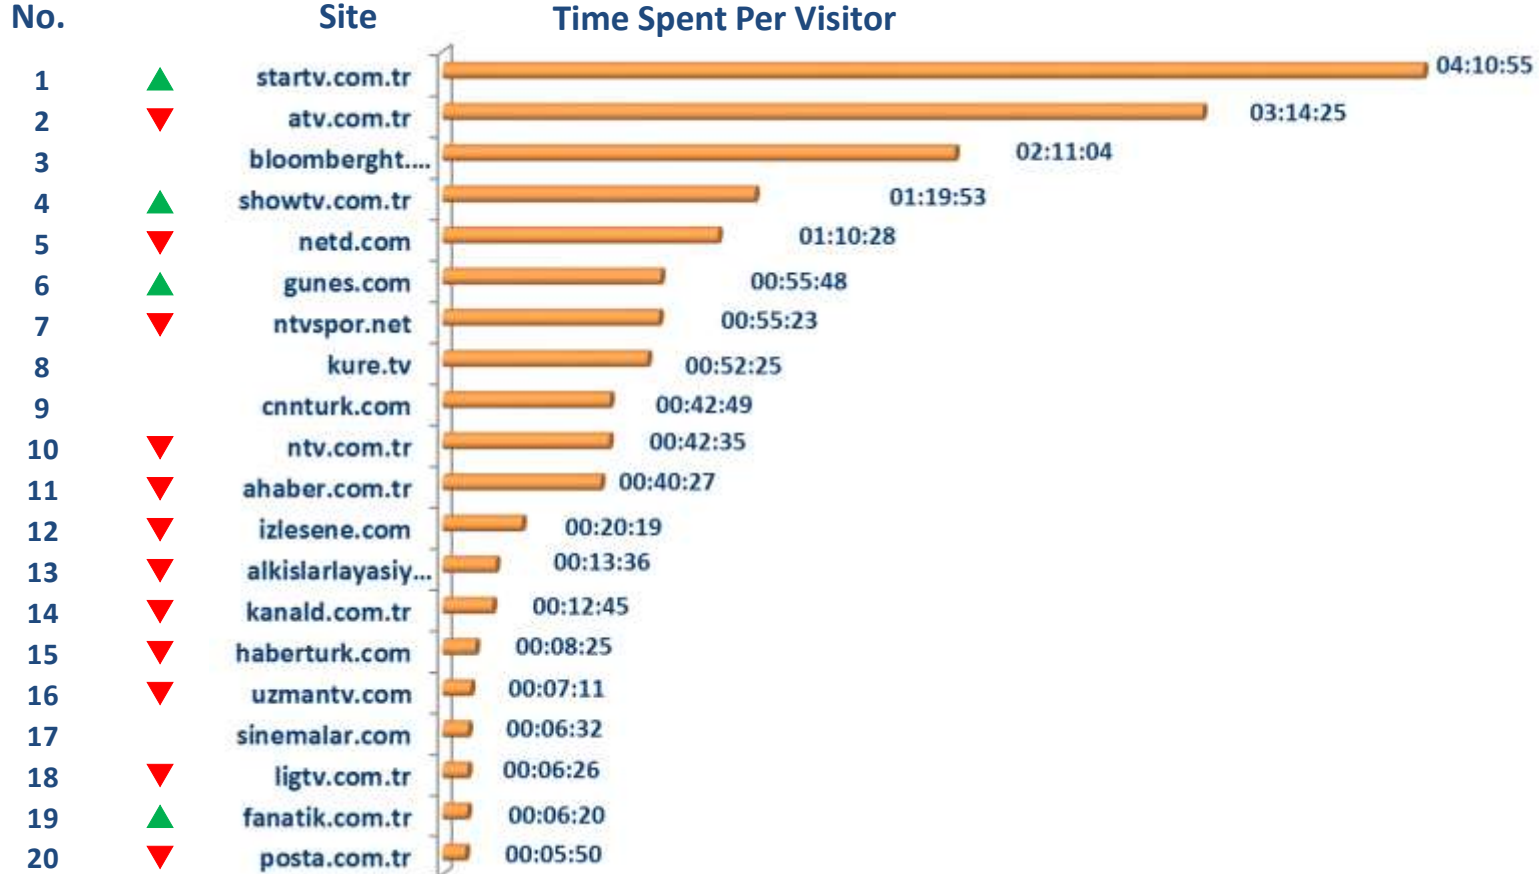 No. Site Time Spent Per Visitor
1 startv.com.tr 04:10:55
2 atv.com.tr 03:14:25
3 bloomberght.... 02:11:04
4 showtv.com.tr 01:19:53
5 netd.com 01:10:28
6 gunes.com 00:55:48
7 ntvspor.net 00:55:23
8 kure.tv 00:52:25
9 cnnturk.com 00:42:49
10 ntv.com.tr 00:42:35
11 ahaber.com.tr 00:40:27
12 izlesene.com 00:20:19
13 alkislarlayasiy... 00:13:36
14 kanald.com.tr 00:12:45
15 haberturk.com 00:08:25
16 uzmantv.com 00:07:11
17 sinemalar.com 00:06:32
18 ligtv.com.tr 00:06:26
19 fanatik.com.tr 00:06:20
20 posta.com.tr 00:05:50